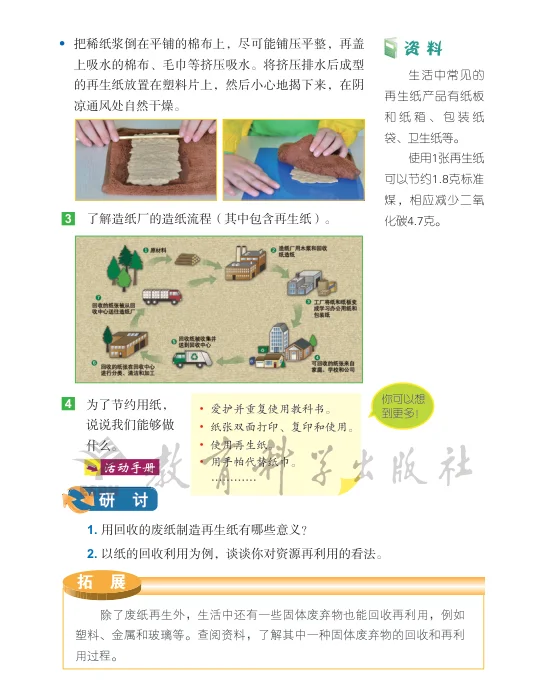 • 把稀纸浆倒在平铺的棉布上，尽可能铺压平整，再盖
上吸水的棉布、毛巾等挤压吸水。将挤压排水后成型
的再生纸放置在塑料片上，然后小心地揭下来，在阴
凉通风处自然干燥。
资料
生活中常见的
再生纸产品有纸板
和纸箱、包装纸
袋、卫生纸等。
使用1张再生纸
可以节约1.8克标准
煤，相应减少二氧
化碳4.7克。
3 了解造纸厂的造纸流程（其中包含再生纸）。
1 原材料
2 造纸厂用木浆和回收
纸造纸
3 工厂将纸和纸板变
成学习办公用纸和
包装纸
4 可回收的纸张来自
家庭、学校和公司
5 回收纸被收集并
送到回收中心
6 回收的纸张在回收中心
进行分类、清洁和加工
7 回收的纸张被从回
收中心送往造纸厂
4 为了节约用纸，
说说我们能够做
什么。
活动手册
• 爱护并重复使用教科书。
• 纸张双面打印、复印和使用。
• 使用再生纸。
• 用手帕代替纸巾。
…………
你可以想
到更多！
教育科学出版社
研讨
1. 用回收的废纸制造再生纸有哪些意义？
2. 以纸的回收利用为例，谈谈你对资源再利用的看法。
拓展
除了废纸再生外，生活中还有一些固体废弃物也能回收再利用，例如
塑料、金属和玻璃等。查阅资料，了解其中一种固体废弃物的回收和再利
用过程。